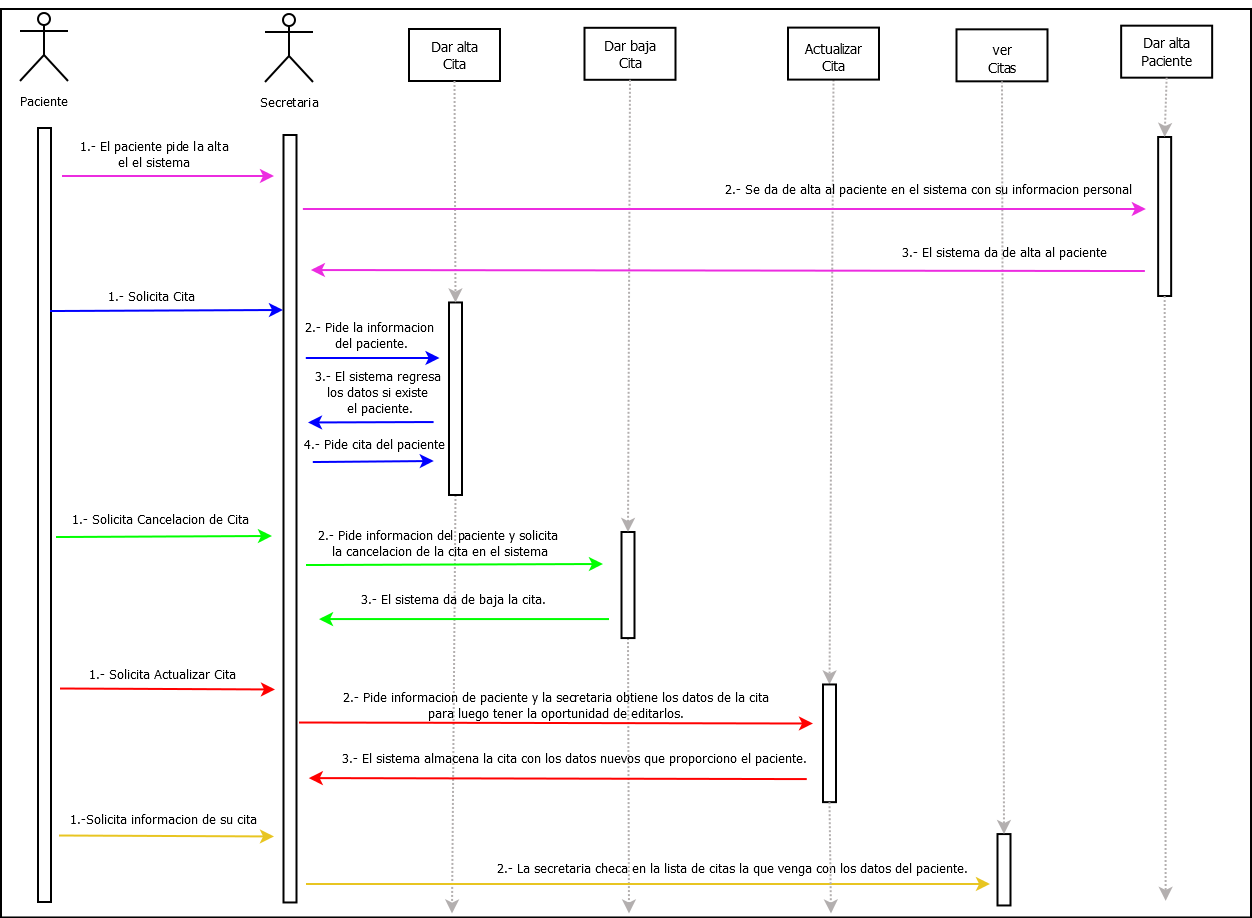 Paciente
Secretaria
Dar alta
Cita
Dar baja
Cita
Actualizar
Cita
ver
Citas
Dar alta
Paciente
1.- El paciente pide la alta
el el sistema
2.- Se da de alta al paciente en el sistema con su informacion personal
3.- El sistema da de alta al paciente
1.- Solicita Cita
2.- Pide la informacion
del paciente.
3.- El sistema regresa
los datos si existe
el paciente.
4.- Pide cita del paciente
1.- Solicita Cancelacion de Cita
2.- Pide informacion del paciente y solicita
la cancelacion de la cita en el sistema
3.- El sistema da de baja la cita.
1.- Solicita Actualizar Cita
2.- Pide informacion de paciente y la secretaria obtiene los datos de la cita
para luego tener la oportunidad de editarlos.
3.- El sistema almacena la cita con los datos nuevos que proporciono el paciente.
1.-Solicita informacion de su cita
2.- La secretaria checa en la lista de citas la que venga con los datos del paciente.